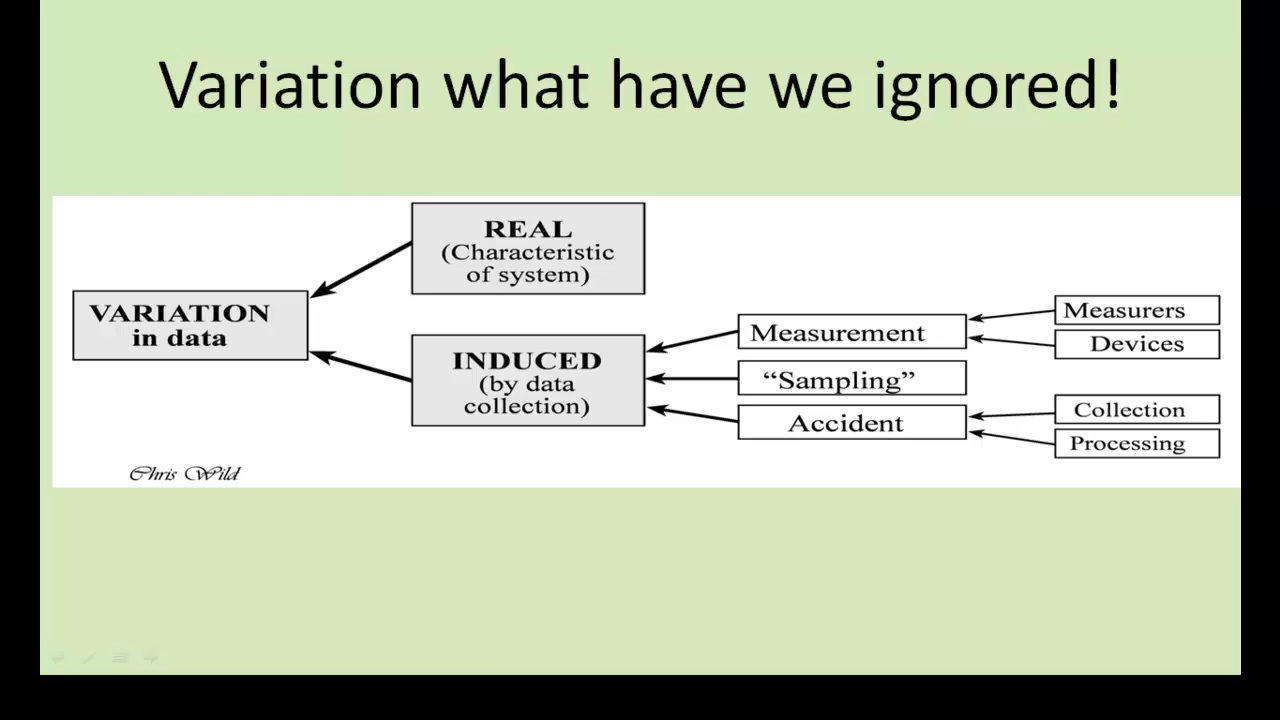 Variation what have we ignored!
REAL
(Characteristic
of system)
VARIATION
in data
INDUCED
(by data
collection)
Measurement
“Sampling”
Accident
Measurers
Devices
Collection
Processing
Chris Wild